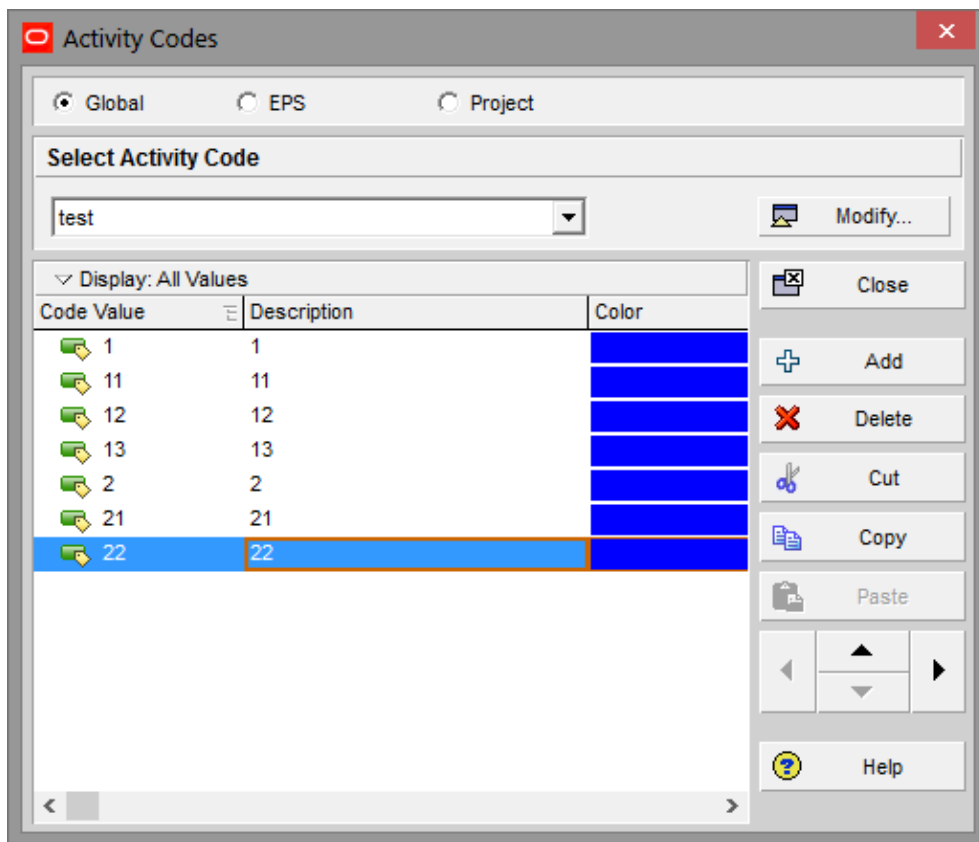 Activity Codes
Global EPS Project
Select Activity Code
test
Modify...
Display: All Values
Close
Code Value Description Color
1 1
Add
11 11
12 12
Delete
13 13
2 2
Cut
21 21
Copy
22 22
Paste
Help